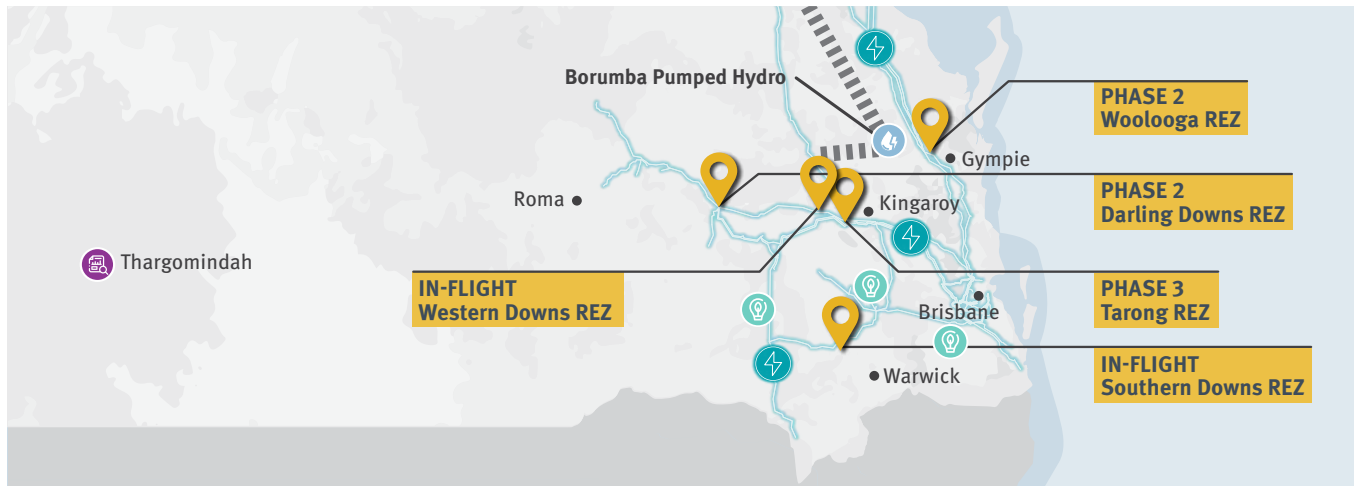 Borumba Pumped Hydro
PHASE 2
Woolooga REZ
Gympie
PHASE 2
Darling Downs REZ
Roma
Kingaroy
Thargomindah
IN-FLIGHT
Western Downs REZ
PHASE 3
Tarong REZ
Brisbane
IN-FLIGHT
Southern Downs REZ
Warwick